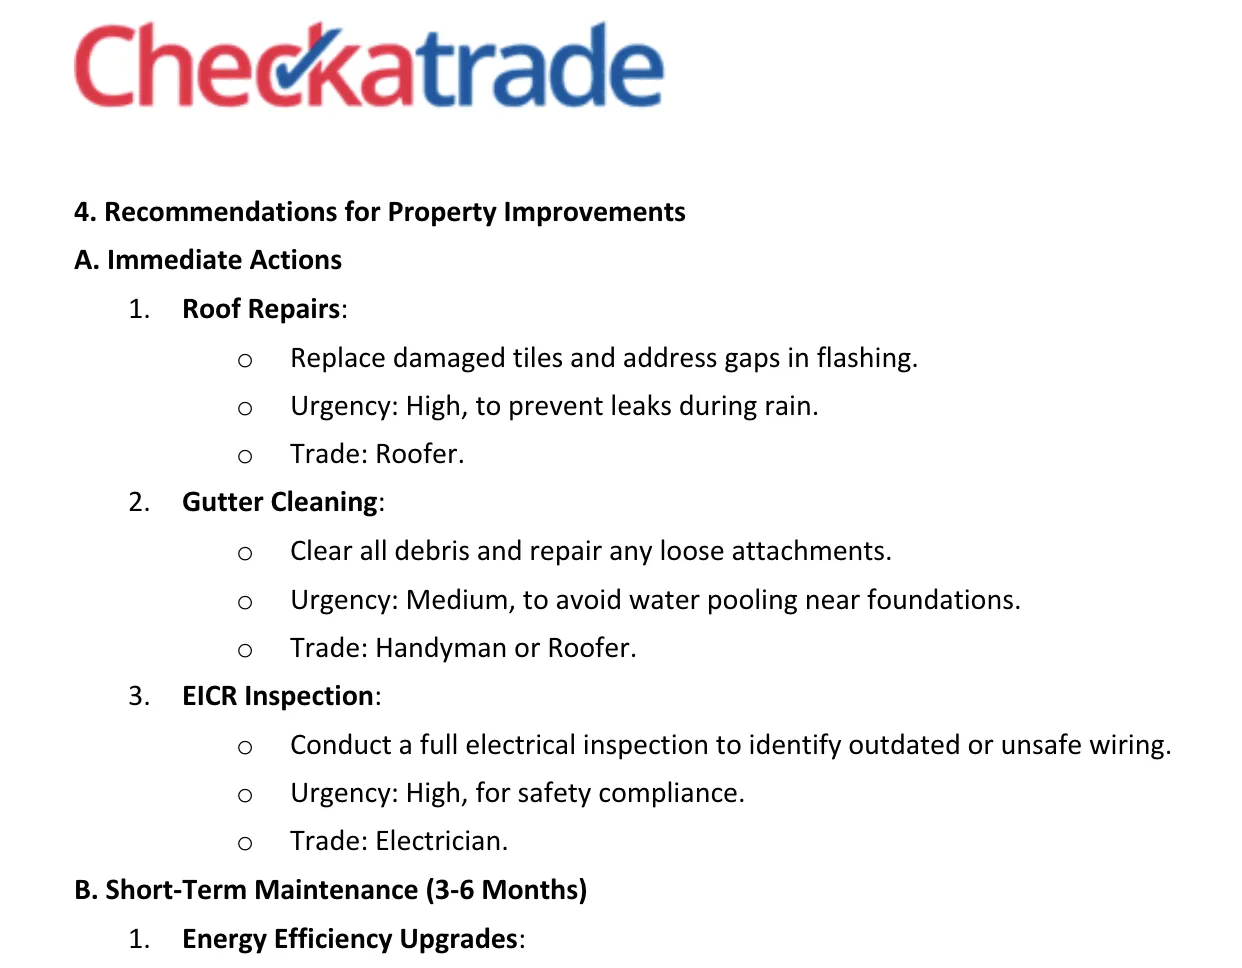 Checkatrade
4. Recommendations for Property Improvements
A. Immediate Actions
1. Roof Repairs:
o Replace damaged tiles and address gaps in flashing.
o Urgency: High, to prevent leaks during rain.
o Trade: Roofer.
2. Gutter Cleaning:
o Clear all debris and repair any loose attachments.
o Urgency: Medium, to avoid water pooling near foundations.
o Trade: Handyman or Roofer.
3. EICR Inspection:
o Conduct a full electrical inspection to identify outdated or unsafe wiring.
o Urgency: High, for safety compliance.
o Trade: Electrician.
B. Short-Term Maintenance (3-6 Months)
1. Energy Efficiency Upgrades: